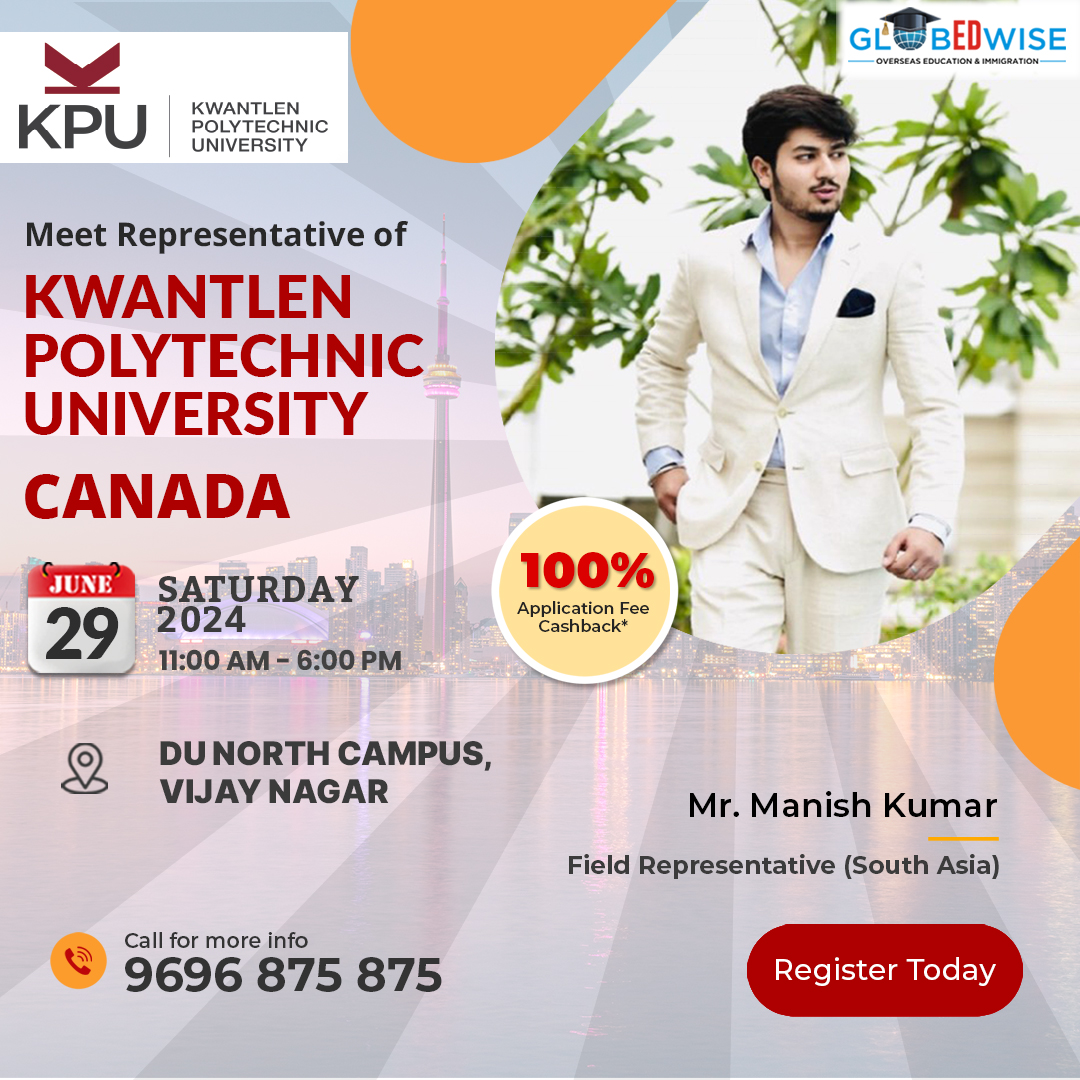 KPU
KWANTLEN
POLYTECHNIC
UNIVERSITY
GLOBEDWISE
OVERSEAS EDUCATION & IMMIGRATION
Meet Representative of
KWANTLEN
POLYTECHNIC
UNIVERSITY
CANADA
JUNE
29
SATURDAY
2024
11:00 AM - 6:00 PM
100%
Application Fee
Cashback*
DU NORTH CAMPUS,
VIJAY NAGAR
Mr. Manish Kumar
Field Representative (South Asia)
Call for more info
9696 875 875
Register Today